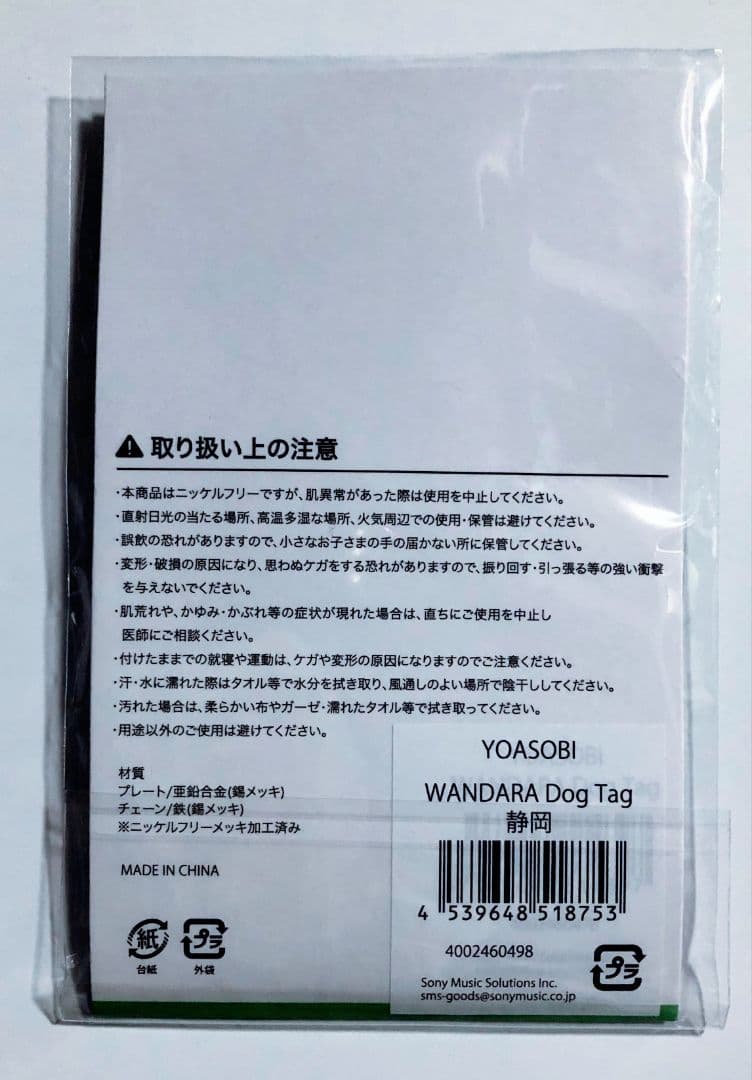 取り扱い上の注意
・本商品はニッケルフリーですが、肌異常があった際は使用を中止してください。
・直射日光の当たる場所、高温多湿な場所、火気周辺での使用・保管は避けてください。
・誤飲の恐れがありますので、小さなお子さまの手の届かない所に保管してください。
・変形・破損の原因になり、思わぬケガをする恐れがありますので、振り回す・引っ張る等の強い衝撃
を与えないでください。
・肌荒れや、かゆみ・かぶれ等の症状が現れた場合は、直ちにご使用を中止し
医師にご相談ください。
・付けたままでの就寝や運動は、ケガや変形の原因になりますのでご注意ください。
・汗・水に濡れた際はタオル等で水分を拭き取り、風通しのよい場所で陰干ししてください。
・汚れた場合は、柔らかい布やガーゼ・濡れたタオル等で拭き取ってください。
・用途以外のご使用は避けてください。
材質
プレート/亜鉛合金(錫メッキ)
チェーン/鉄(錫メッキ)
※ニッケルフリーメッキ加工済み
MADE IN CHINA
紙
台紙
プラ
外袋
YOASOBI
WANDARA Dog Tag
静岡
4 539648 518753
4002460498
プラ
Sony Music Solutions Inc.
sms-goods@sonymusic.co.jp